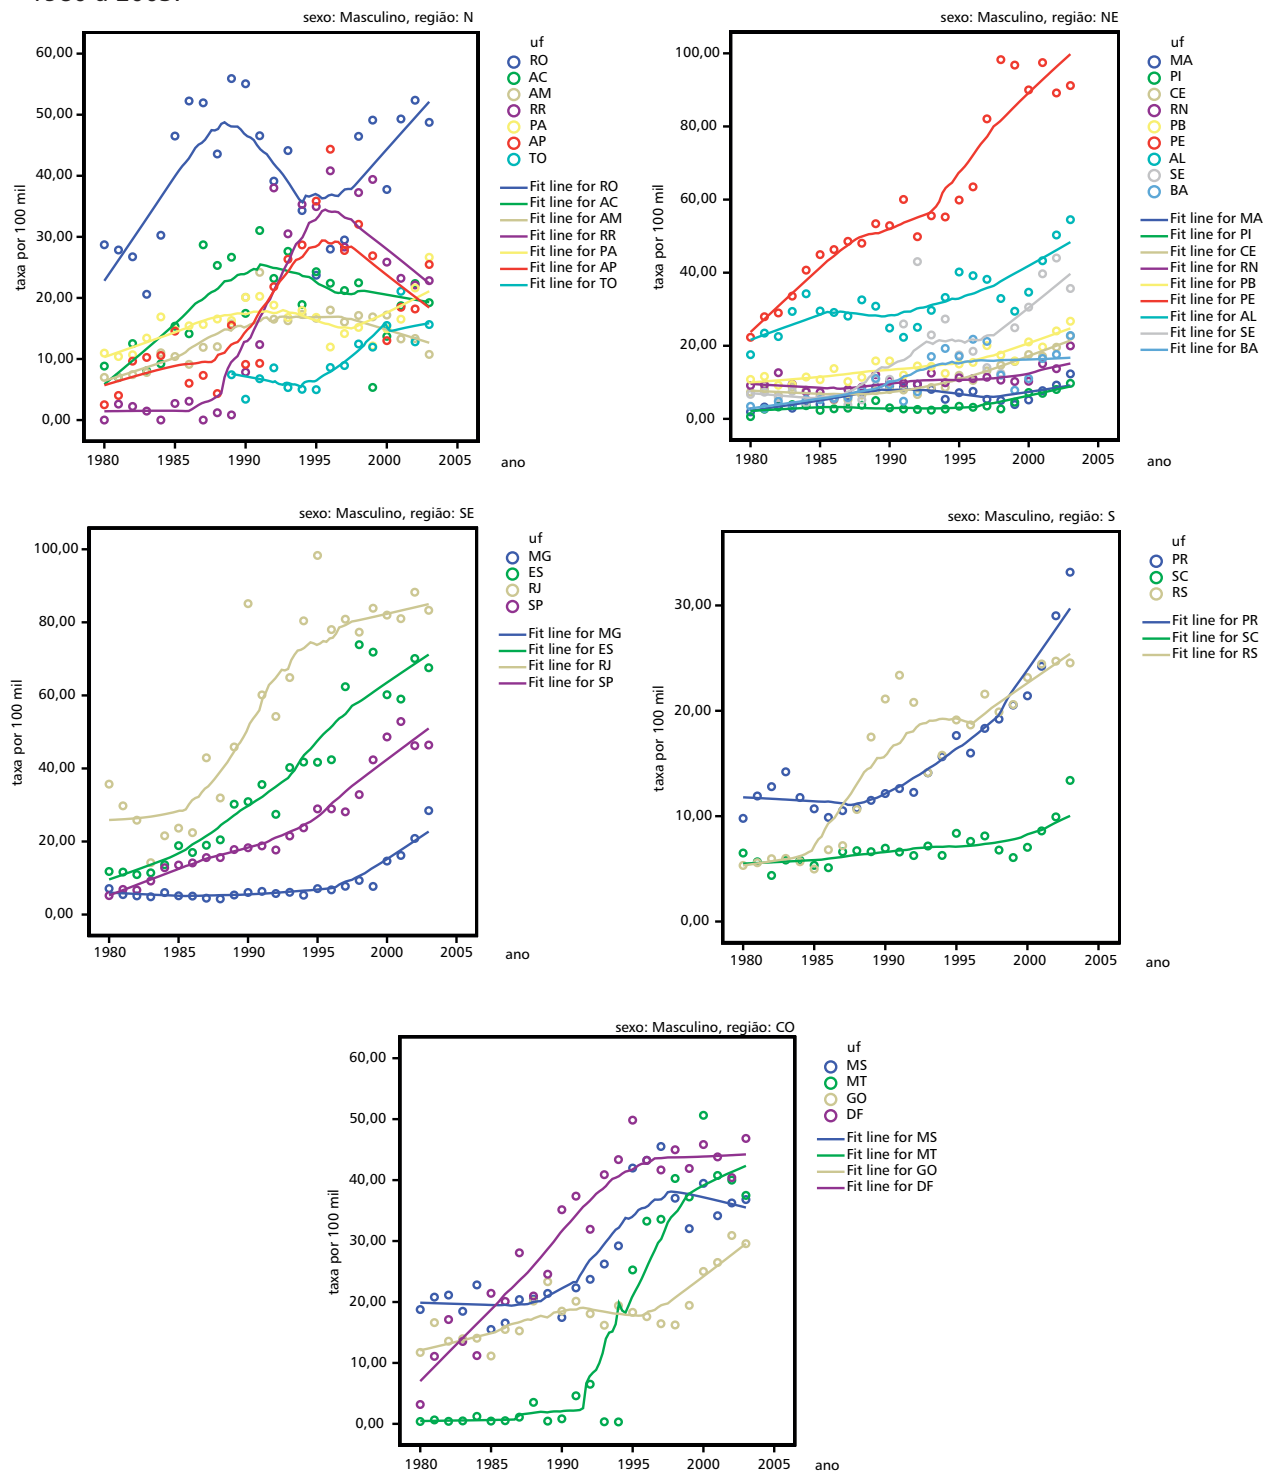 1980 a 2003.
sexo: Masculino, região: N
60,00
50,00
40,00
30,00
20,00
10,00
0,00
taxa por 100 mil
1980 1985 1990 1995 2000 2005
ano
uf
RO
AC
AM
RR
PA
AP
TO
Fit line for RO
Fit line for AC
Fit line for AM
Fit line for RR
Fit line for PA
Fit line for AP
Fit line for TO
sexo: Masculino, região: NE
100,00
80,00
60,00
40,00
20,00
0,00
taxa por 100 mil
1980 1985 1990 1995 2000 2005
ano
uf
MA
PI
CE
RN
PB
PE
AL
SE
BA
Fit line for MA
Fit line for PI
Fit line for CE
Fit line for RN
Fit line for PB
Fit line for PE
Fit line for AL
Fit line for SE
Fit line for BA
sexo: Masculino, região: SE
100,00
80,00
60,00
40,00
20,00
0,00
taxa por 100 mil
1980 1985 1990 1995 2000 2005
ano
uf
MG
ES
RJ
SP
Fit line for MG
Fit line for ES
Fit line for RJ
Fit line for SP
sexo: Masculino, região: S
30,00
20,00
10,00
0,00
taxa por 100 mil
1980 1985 1990 1995 2000 2005
ano
uf
PR
SC
RS
Fit line for PR
Fit line for SC
Fit line for RS
sexo: Masculino, região: CO
60,00
50,00
40,00
30,00
20,00
10,00
0,00
taxa por 100 mil
1980 1985 1990 1995 2000 2005
ano
uf
MS
MT
GO
DF
Fit line for MS
Fit line for MT
Fit line for GO
Fit line for DF